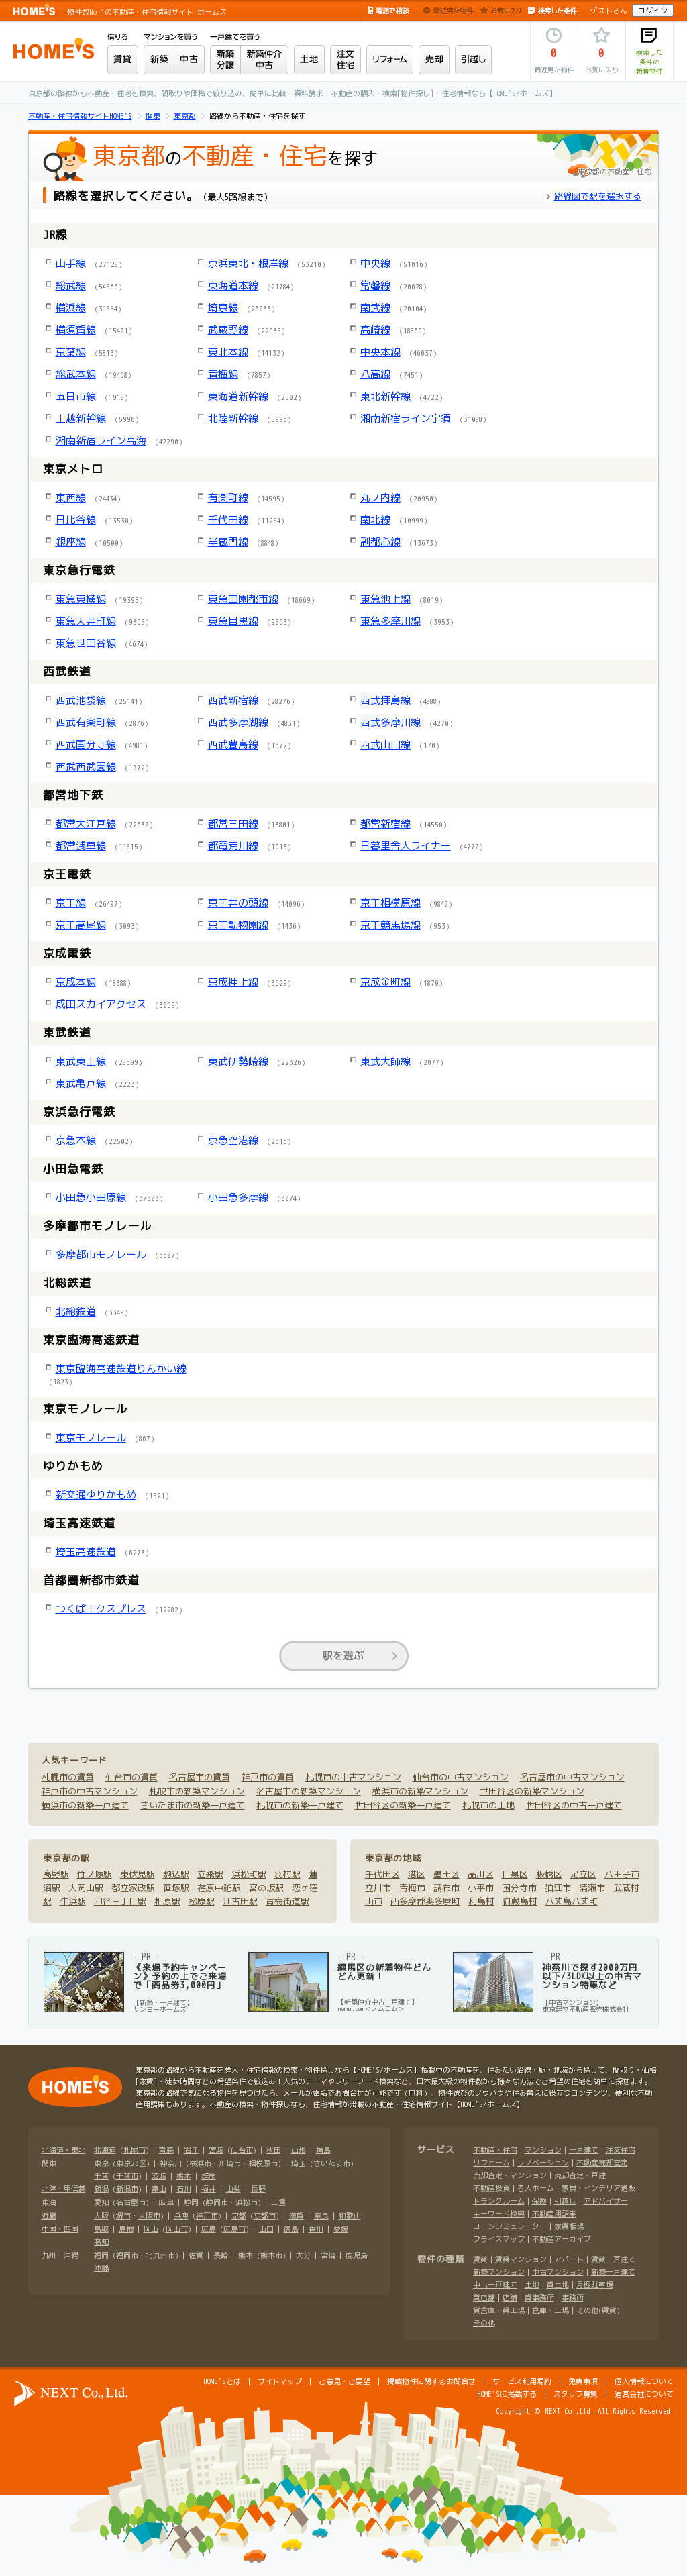 HOME'S 物件数No.1の不動産・住宅情報サイト ホームズ 電話で相談 最近見た物件 お気に入り 検索した条件 ゲストさん ログイン
HOME'S
借りる マンションを買う 一戸建てを買う
賃貸 新築 中古 新築分譲 新築仲介中古 土地 注文住宅 リフォーム 売却 引越し
0 最近見た物件 0 お気に入り 検索した条件の新着物件
東京都の路線から不動産・住宅を検索、間取りや価格で絞り込み、簡単に比較・資料請求！不動産の購入・検索[物件探し]・住宅情報なら【HOME'S/ホームズ】
不動産・住宅情報サイトHOME'S 関東 東京都 路線から不動産・住宅を探す
東京都の不動産・住宅を探す
東京都の不動産・住宅
路線を選択してください。（最大5路線まで） 路線図で駅を選択する
JR線
山手線 (27128) 京浜東北・根岸線 (53210) 中央線 (51016)
総武線 (54566) 東海道本線 (21784) 常磐線 (20628)
横浜線 (31854) 埼京線 (26033) 南武線 (20104)
横須賀線 (15401) 武蔵野線 (22935) 高崎線 (18869)
京葉線 (5813) 東北本線 (14132) 中央本線 (46037)
総武本線 (19468) 青梅線 (7857) 八高線 (7451)
五日市線 (1918) 東海道新幹線 (2502) 東北新幹線 (4722)
上越新幹線 (5996) 北陸新幹線 (5996) 湘南新宿ライン宇須 (31088)
湘南新宿ライン高海 (42290)
東京メトロ
東西線 (24434) 有楽町線 (14595) 丸ノ内線 (20950)
日比谷線 (13530) 千代田線 (11254) 南北線 (10999)
銀座線 (10500) 半蔵門線 (8848) 副都心線 (13673)
東京急行電鉄
東急東横線 (19395) 東急田園都市線 (18669) 東急池上線 (8019)
東急大井町線 (9365) 東急目黒線 (9563) 東急多摩川線 (3953)
東急世田谷線 (4674)
西武鉄道
西武池袋線 (25141) 西武新宿線 (28276) 西武拝島線 (4888)
西武有楽町線 (2876) 西武多摩湖線 (4831) 西武多摩川線 (4270)
西武国分寺線 (4981) 西武豊島線 (1672) 西武山口線 (170)
西武西武園線 (1072)
都営地下鉄
都営大江戸線 (22630) 都営三田線 (13801) 都営新宿線 (14550)
都営浅草線 (11815) 都電荒川線 (1913) 日暮里舎人ライナー (4770)
京王電鉄
京王線 (26497) 京王井の頭線 (14096) 京王相模原線 (9842)
京王高尾線 (3093) 京王動物園線 (1436) 京王競馬場線 (953)
京成電鉄
京成本線 (18388) 京成押上線 (3629) 京成金町線 (1870)
成田スカイアクセス (3069)
東武鉄道
東武東上線 (28699) 東武伊勢崎線 (22326) 東武大師線 (2077)
東武亀戸線 (2223)
京浜急行電鉄
京急本線 (22502) 京急空港線 (2316)
小田急電鉄
小田急小田原線 (37303) 小田急多摩線 (3074)
多摩都市モノレール
多摩都市モノレール (6607)
北総鉄道
北総鉄道 (3349)
東京臨海高速鉄道
東京臨海高速鉄道りんかい線
(1823)
東京モノレール
東京モノレール (867)
ゆりかもめ
新交通ゆりかもめ (1521)
埼玉高速鉄道
埼玉高速鉄道 (6273)
首都圏新都市鉄道
つくばエクスプレス (12282)
駅を選ぶ
人気キーワード
札幌市の賃貸 仙台市の賃貸 名古屋市の賃貸 神戸市の賃貸 札幌市の中古マンション 仙台市の中古マンション 名古屋市の中古マンション
神戸市の中古マンション 札幌市の新築マンション 名古屋市の新築マンション 横浜市の新築マンション 世田谷区の新築マンション
横浜市の新築一戸建て さいたま市の新築一戸建て 札幌市の新築一戸建て 世田谷区の新築一戸建て 札幌市の土地 世田谷区の中古一戸建て
東京都の駅
高野駅 竹ノ塚駅 東伏見駅 駒込駅 立飛駅 浜松町駅 羽村駅 蓮沼駅 大岡山駅 都立家政駅 笹塚駅 荏原中延駅 宮の坂駅 恋ヶ窪駅 牛浜駅 四谷三丁目駅 相原駅 松原駅 江古田駅 青梅街道駅
東京都の地域
千代田区 港区 墨田区 品川区 目黒区 板橋区 足立区 八王子市 立川市 青梅市 調布市 小平市 国分寺市 狛江市 清瀬市 武蔵村山市 西多摩郡奥多摩町 利島村 御蔵島村 八丈島八丈町
- PR -
《来場予約キャンペーン》予約の上でご来場で「商品券3,000円」
【新築・一戸建て】
サンヨーホームズ
- PR -
練馬区の新着物件どんどん更新！
【新築仲介中古一戸建て】
nomu.com＜ノムコム＞
- PR -
神奈川で探す2000万円以下/3LDK以上の中古マンション特集など
【中古マンション】
東京建物不動産販売株式会社
HOME'S
東京都の路線から不動産を購入・住宅情報の検索・物件探しなら【HOME'S/ホームズ】掲載中の不動産を、住みたい沿線・駅・地域から探して、間取り・価格[家賃]・徒歩時間などの希望条件で絞込み！人気のテーマやフリーワード検索など、日本最大級の物件数から様々な方法でご希望の住宅を簡単に探せます。
東京都の路線で気になる物件を見つけたら、メールか電話でお問合せが可能です（無料）。物件選びのノウハウや住み替えに役立つコンテンツ、便利な不動産用語集もあります。不動産の検索・物件探しなら、住宅情報が満載の不動産・住宅情報サイト【HOME'S/ホームズ】
北海道・東北 北海道（札幌市）｜青森｜岩手｜宮城（仙台市）｜秋田｜山形｜福島
関東 東京（東京23区）｜神奈川（横浜市・川崎市・相模原市）｜埼玉（さいたま市）
千葉（千葉市）｜茨城｜栃木｜群馬
北陸・甲信越 新潟（新潟市）｜富山｜石川｜福井｜山梨｜長野
東海 愛知（名古屋市）｜岐阜｜静岡（静岡市・浜松市）｜三重
近畿 大阪（堺市・大阪市）｜兵庫（神戸市）｜京都（京都市）｜滋賀｜奈良｜和歌山
中国・四国 鳥取｜島根｜岡山（岡山市）｜広島（広島市）｜山口｜徳島｜香川｜愛媛
高知
九州・沖縄 福岡（福岡市・北九州市）｜佐賀｜長崎｜熊本（熊本市）｜大分｜宮崎｜鹿児島
沖縄
サービス 不動産・住宅｜マンション｜一戸建て｜注文住宅
リフォーム｜リノベーション｜不動産売却査定
売却査定・マンション｜売却査定・戸建
不動産投資｜老人ホーム｜家具・インテリア通販
トランクルーム｜保険｜引越し｜アドバイザー
キーワード検索｜不動産用語集
ローンシミュレーター｜家賃相場
プライスマップ｜不動産アーカイブ
物件の種類 賃貸｜賃貸マンション｜アパート｜賃貸一戸建て
新築マンション｜中古マンション｜新築一戸建て
中古一戸建て｜土地｜貸土地｜月極駐車場
貸店舗｜店舗｜貸事務所｜事務所
貸倉庫・貸工場｜倉庫・工場｜その他(賃貸)
その他
NEXT Co.,Ltd.
HOME'Sとは｜サイトマップ｜ご意見・ご要望｜掲載物件に関するお問合せ｜サービス利用規約｜免責事項｜個人情報について
HOME'Sに掲載する｜スタッフ募集｜運営会社について
Copyright © NEXT Co.,Ltd. All Rights Reserved.